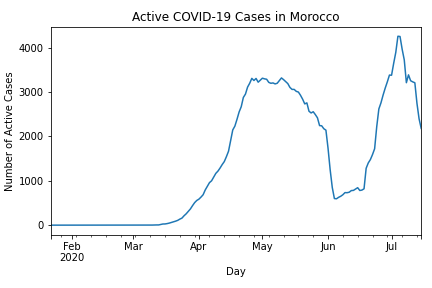 Active COVID-19 Cases in Morocco
Number of Active Cases
4000
3000
2000
1000
0
Feb
2020
Mar
Apr
May
Jun
Jul
Day